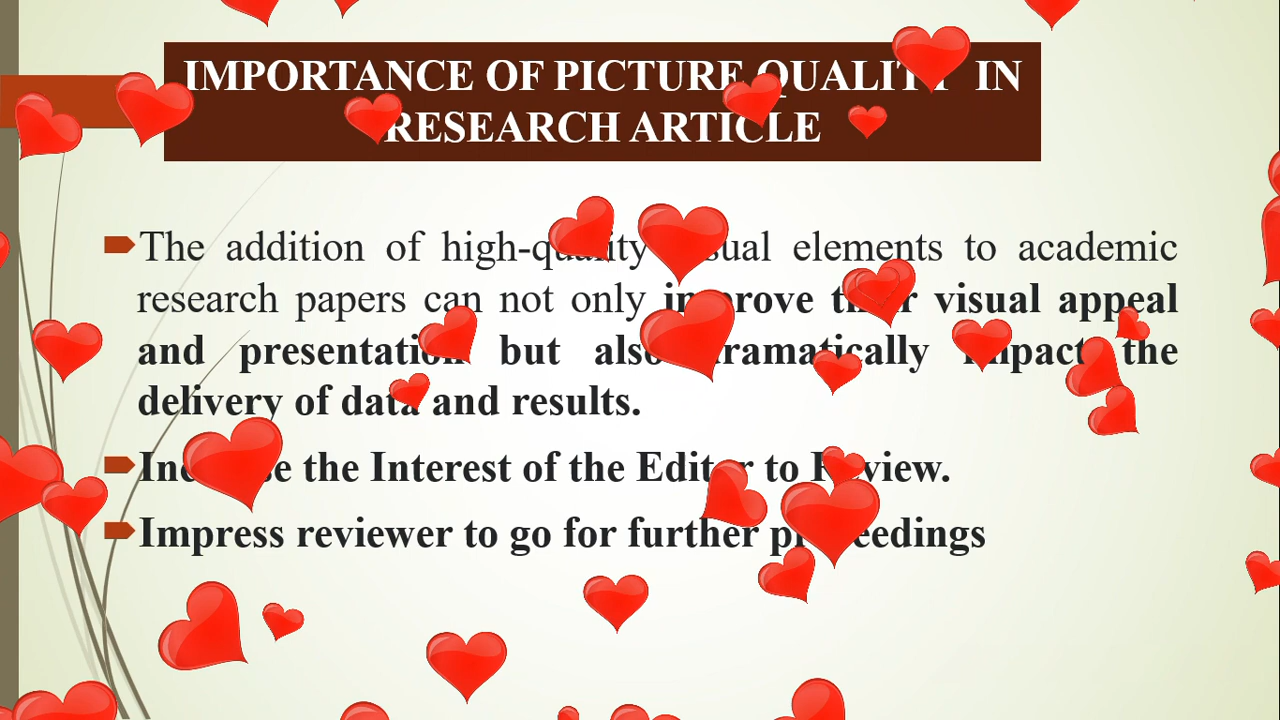 IMPORTANCE OF PICTURE QUALITY IN
RESEARCH ARTICLE
The addition of high-quality visual elements to academic
research papers can not only improve their visual appeal
and presentation but also dramatically impact the
delivery of data and results.
Increase the Interest of the Editor to Review.
Impress reviewer to go for further proceedings